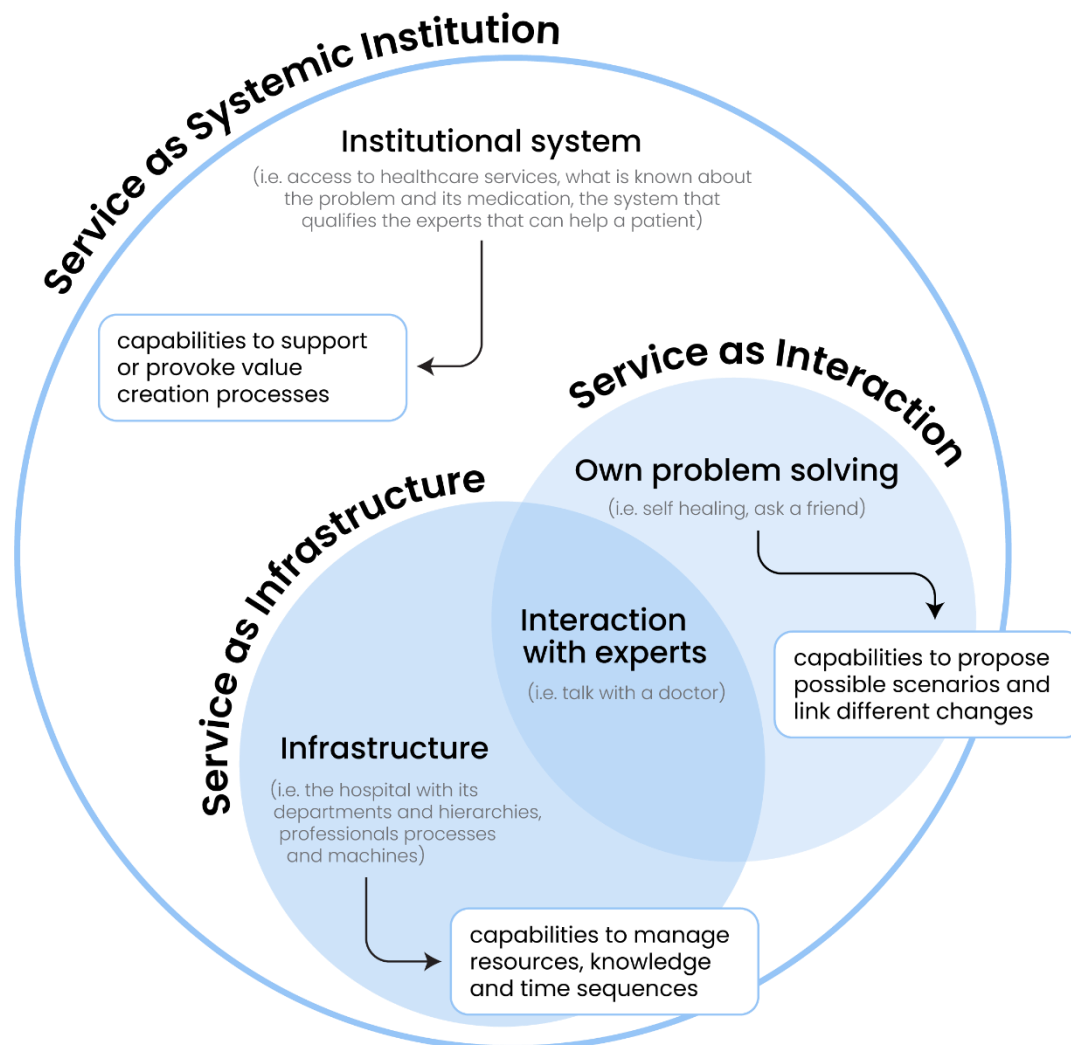 Service as Systemic Institution
Institutional system
(i.e. access to healthcare services, what is known about
the problem and its medication, the system that
qualifies the experts that can help a patient)
capabilities to support
or provoke value
creation processes
Service as Interaction
Own problem solving
(i.e. self healing, ask a friend)
capabilities to propose
possible scenarios and
link different changes
Service as Infrastructure
Interaction
with experts
(i.e. talk with a doctor)
Infrastructure
(i.e. the hospital with its
departments and hierarchies,
professionals processes
and machines)
capabilities to manage
resources, knowledge
and time sequences